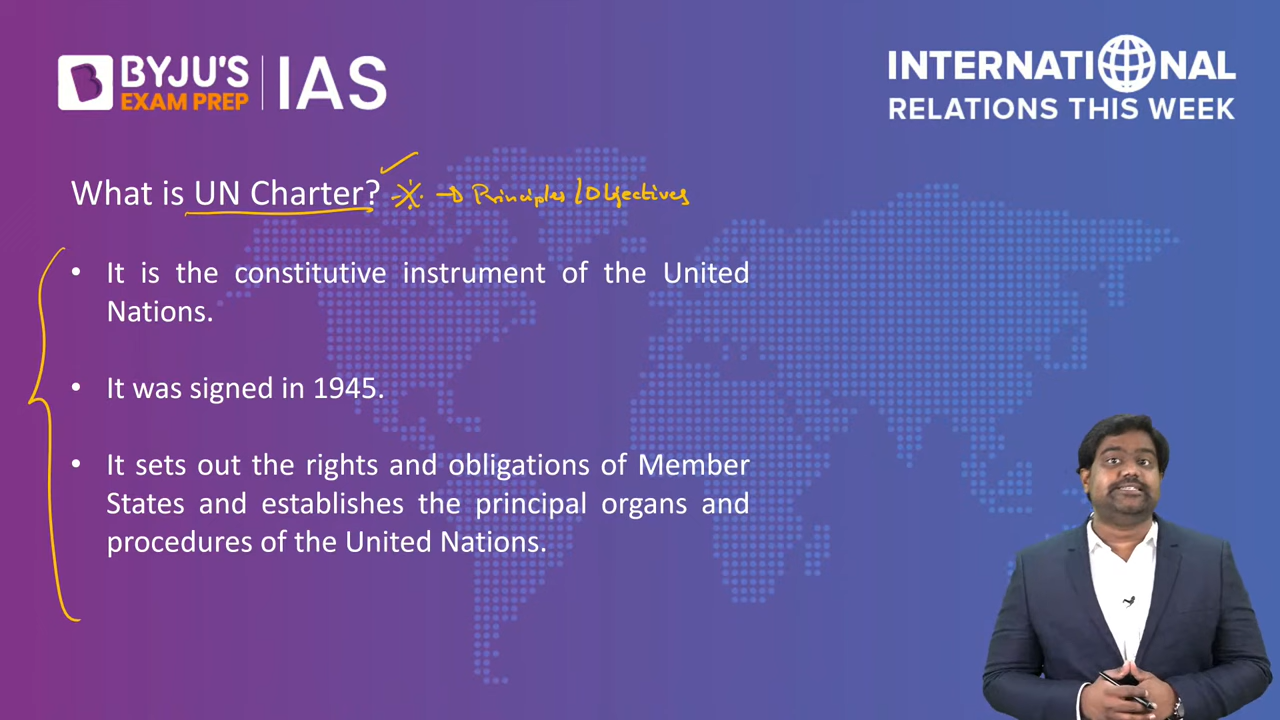 BYJU'S
EXAM PREP
IAS
INTERNATIONAL
RELATIONS THIS WEEK
What is UN Charter? → Principles/Objectives
• It is the constitutive instrument of the United
Nations.
• It was signed in 1945.
• It sets out the rights and obligations of Member
States and establishes the principal organs and
procedures of the United Nations.